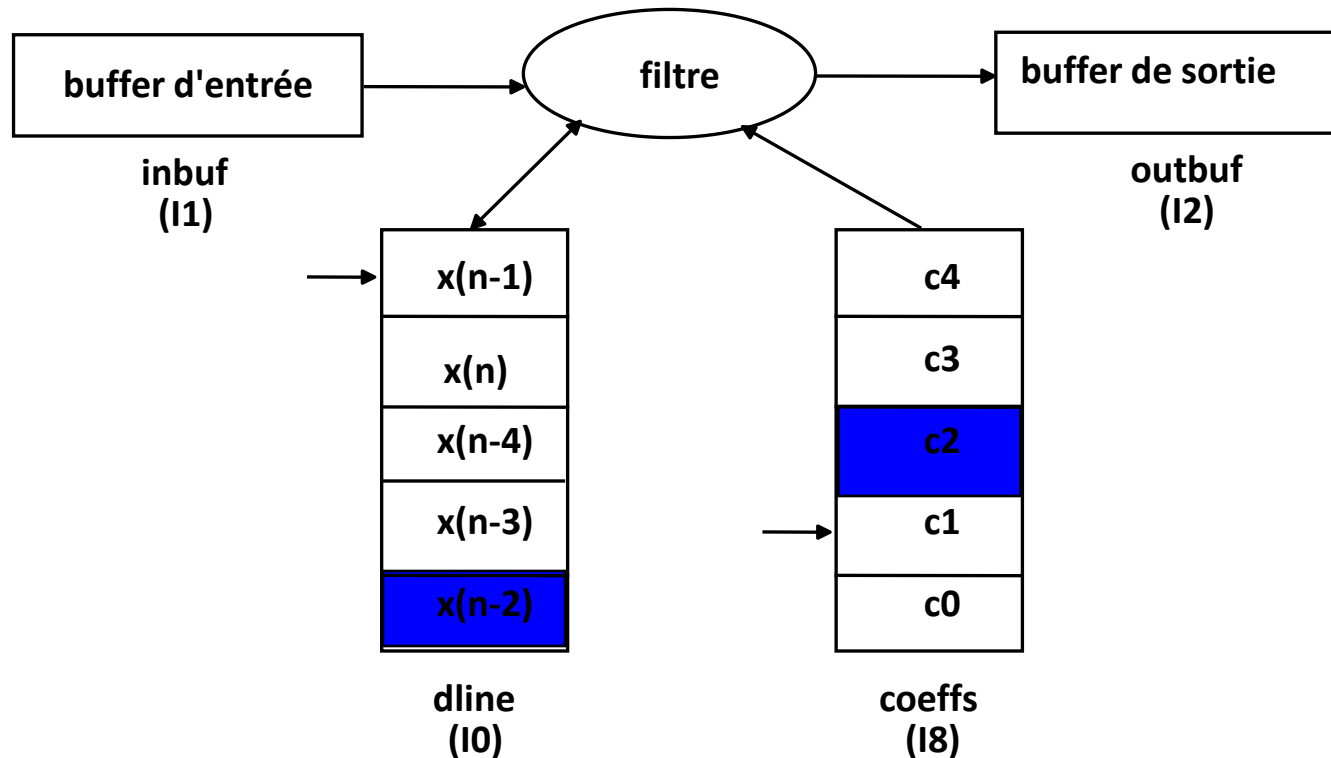 buffer d'entrée
filtre
buffer de sortie
inbuf
(I1)
outbuf
(I2)
x(n-1)
x(n)
x(n-4)
x(n-3)
x(n-2)
dline
(I0)
c4
c3
c2
c1
c0
coeffs
(I8)